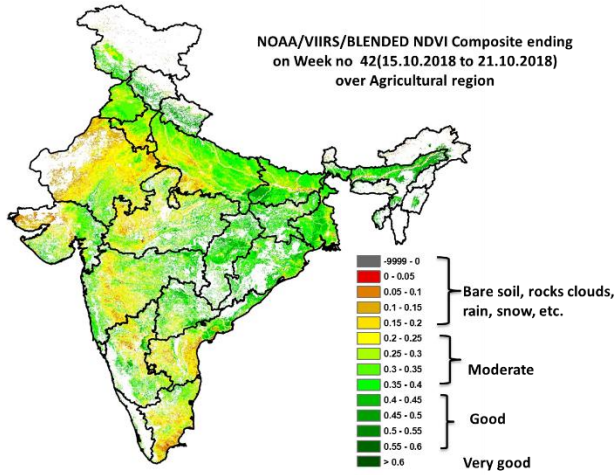 NOAA/VIIRS/BLENDED NDVI Composite ending
on Week no 42(15.10.2018 to 21.10.2018)
over Agricultural region
-9999 - 0
0 - 0.05
0.05 - 0.1
0.1 - 0.15
0.15 - 0.2
0.2 - 0.25
0.25 - 0.3
0.3 - 0.35
0.35 - 0.4
0.4 - 0.45
0.45 - 0.5
0.5 - 0.55
0.55 - 0.6
> 0.6
Bare soil, rocks clouds,
rain, snow, etc.
Moderate
Good
Very good